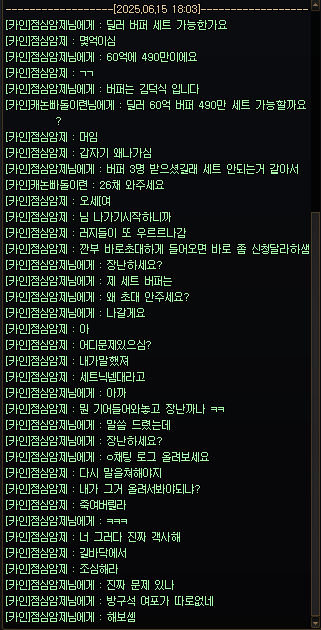 [2025,06,15 18:03]
[카인]점심암제님에게 : 딜러 버퍼 세트 가능한가요
[카인]점심암제 : 몇억이심
[카인]점심암제님에게 : 60억에 490만이에요
[카인]점심암제 : ㄱㄱ
[카인]점심암제님에게 : 버퍼는 김덕식 입니다
[카인]캐논빠돌이련님에게 : 딜러 60억 버퍼 490만 세트 가능할까요
?
[카인]점심암제 : 머임
[카인]점심암제 : 갑자기 왜나가심
[카인]점심암제님에게 : 버퍼 3명 받으셨길래 세트 안되는거 같아서
[카인]캐논빠돌이련 : 26채 와주세요
[카인]점심암제 : 오세[여
[카인]점심암제 : 님 나가기시작하니까
[카인]점심암제 : 러지들이 또 우르르나감
[카인]점심암제 : 깐부 바로초대하게 들어오면 바로 좀 신청달라하샘
[카인]점심암제님에게 : 장난하세요?
[카인]점심암제님에게 : 제 세트 버퍼는
[카인]점심암제님에게 : 왜 초대 안주세요?
[카인]점심암제님에게 : 나갈게요
[카인]점심암제 : 아
[카인]점심암제 : 어디문제있으심?
[카인]점심암제 : 내가말했져
[카인]점심암제 : 세트닉넴대라고
[카인]점심암제님에게 : 아까
[카인]점심암제 : 뭔 기어들어와놓고 장난까나 ㅋㅋ
[카인]점심암제님에게 : 말씀 드렸는데
[카인]점심암제님에게 : 장난하세요?
[카인]점심암제님에게 : ㅇ채팅 로그 올려보세요
[카인]점심암제 : 다시 말을쳐해야지
[카인]점심암제 : 내가 그거 올려서봐야되냐?
[카인]점심암제 : 죽여버릴라
[카인]점심암제님에게 : ㅋㅋㅋ
[카인]점심암제 : 너 그러다 진짜 객사해
[카인]점심암제 : 길바닥에서
[카인]점심암제 : 조심해라
[카인]점심암제님에게 : 진짜 문제 있나
[카인]점심암제님에게 : 방구석 여포가 따로없네
[카인]점심암제님에게 : 해보셈